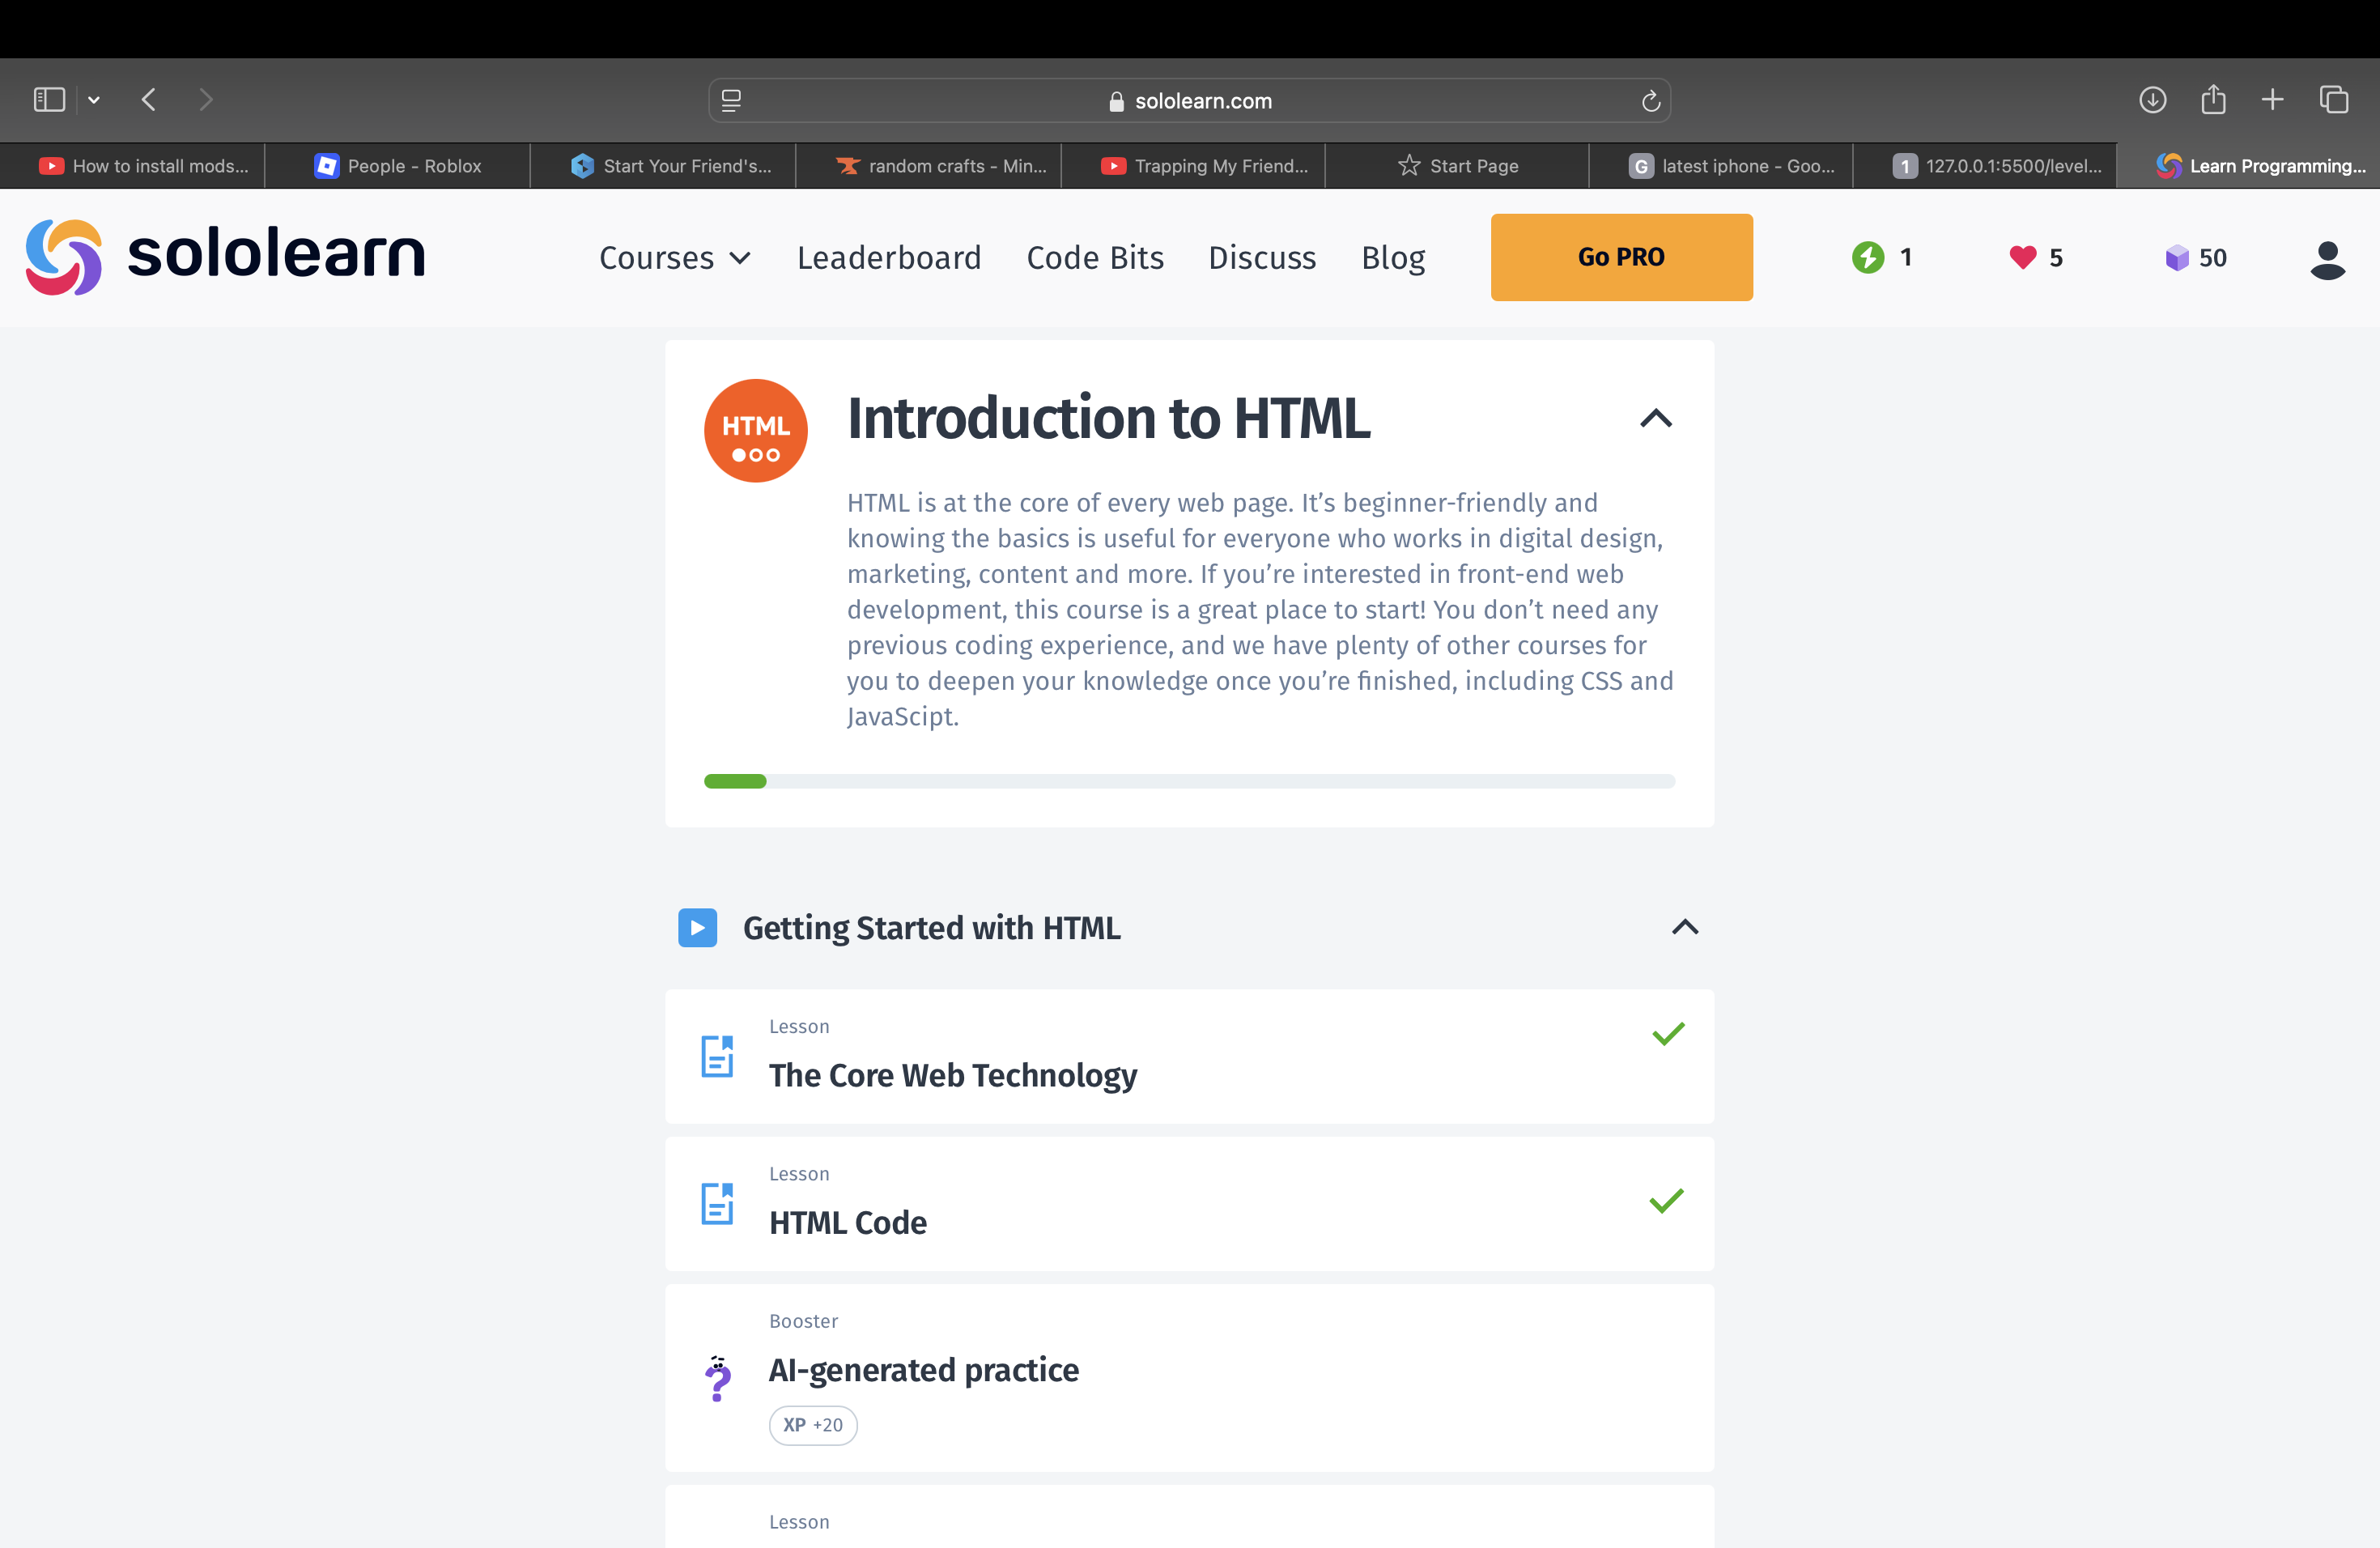 sololearn.com
How to install mods...
People - Roblox
Start Your Friend's...
random crafts - Min...
Trapping My Friend...
Start Page
G latest iphone - Goo...
1 127.0.0.1:5500/level...
Learn Programming...
sololearn
Courses
Leaderboard
Code Bits
Discuss
Blog
Go PRO
1
5
50
HTML
Introduction to HTML
HTML is at the core of every web page. It’s beginner-friendly and
knowing the basics is useful for everyone who works in digital design,
marketing, content and more. If you’re interested in front-end web
development, this course is a great place to start! You don’t need any
previous coding experience, and we have plenty of other courses for
you to deepen your knowledge once you’re finished, including CSS and
JavaScipt.
Getting Started with HTML
Lesson
The Core Web Technology
Lesson
HTML Code
Booster
AI-generated practice
XP +20
Lesson